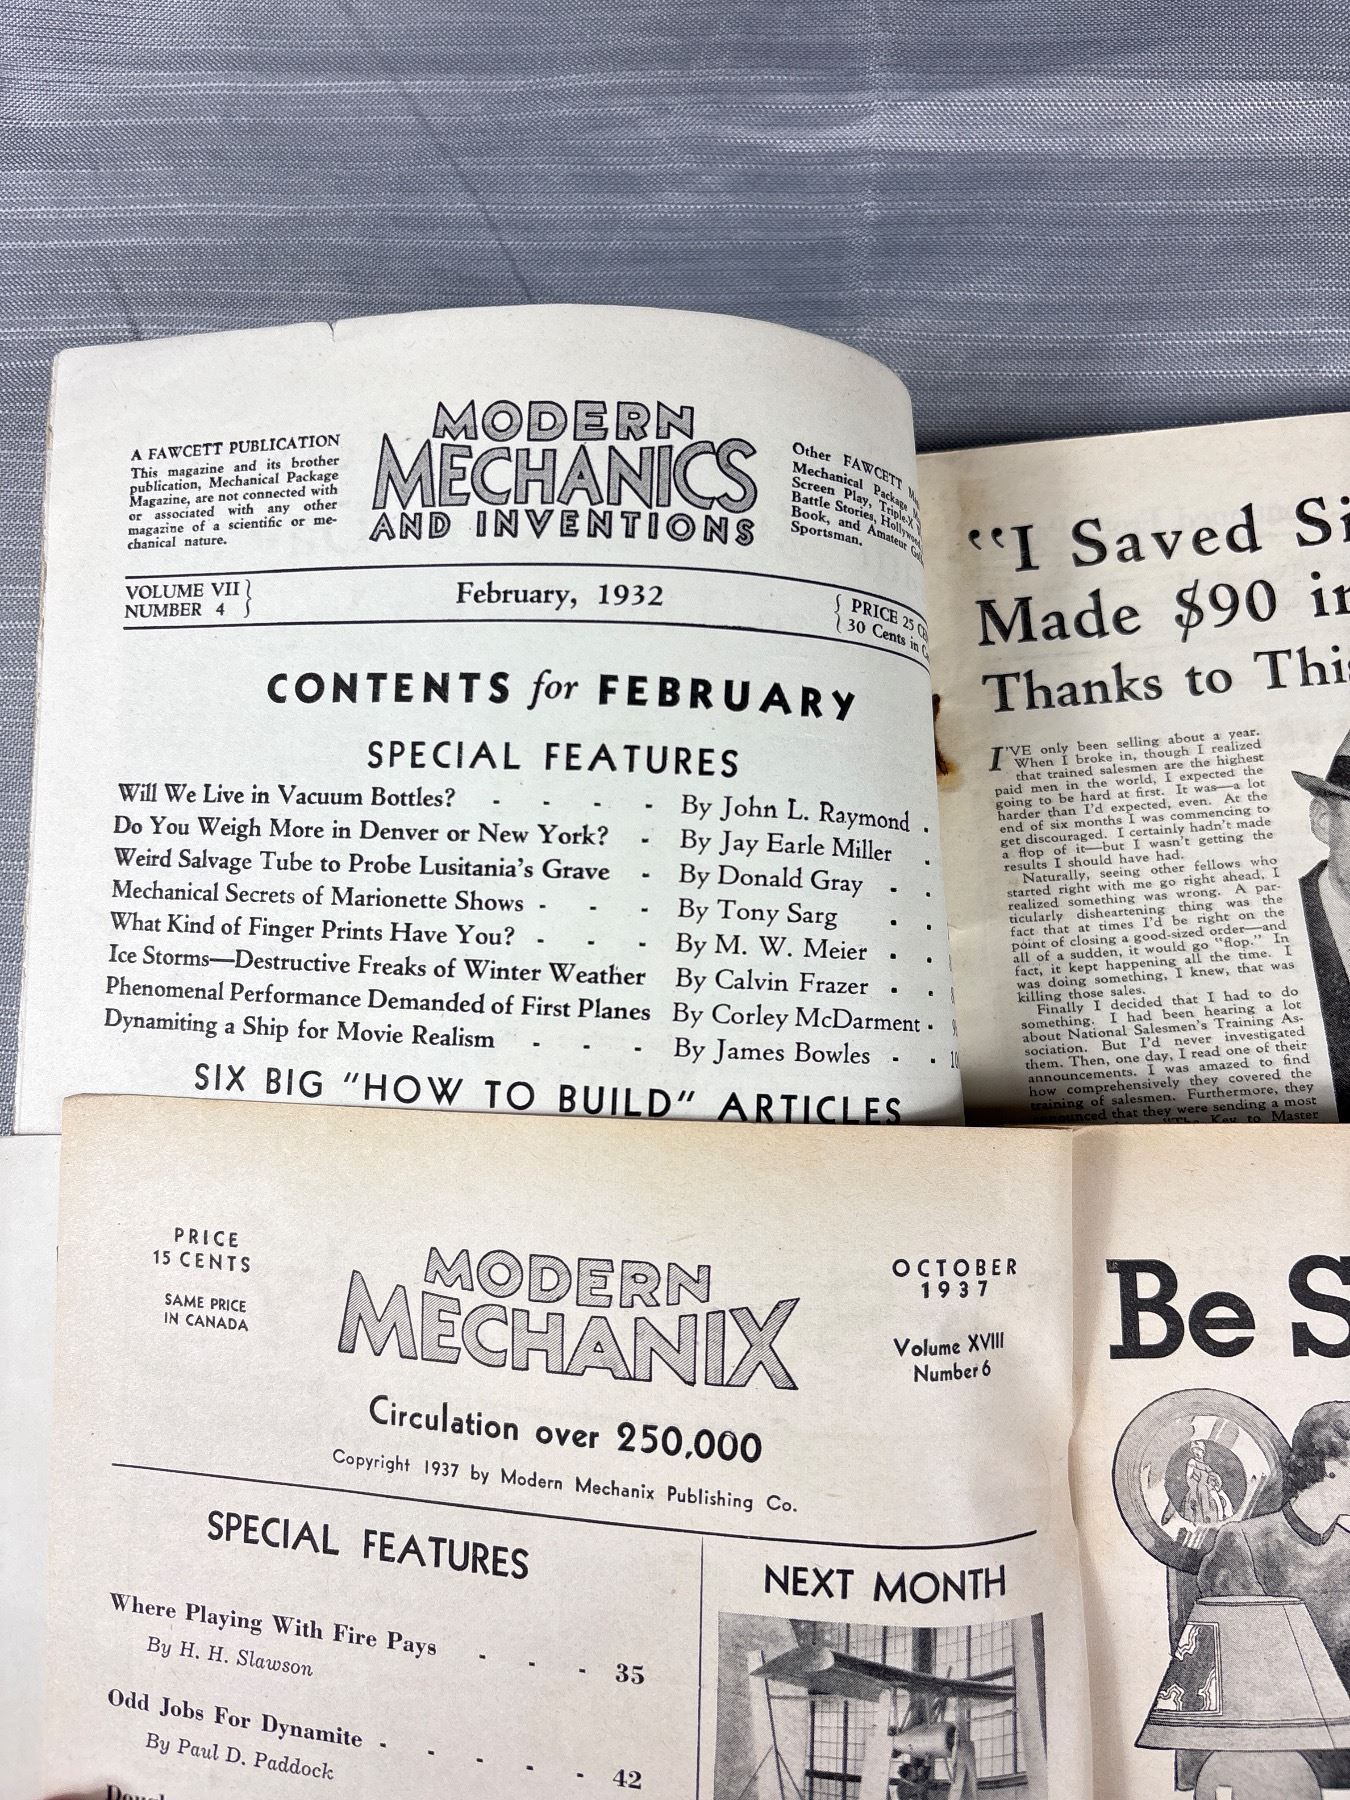 A FAWCETT PUBLICATION
This magazine and its brother
publication, Mechanical Package
Magazine, are not connected with
or associated with any other
magazine of a scientific or me-
chanical nature.
MODERN
MECHANICS
AND INVENTIONS
Other FAWCETT
Mechanical Package
Screen Play, Triple-X
Battle Stories, Hollywood
Book, and Amateur
Sportsman.
VOLUME VII
NUMBER 4
February, 1932
PRICE 25
30 Cents in
CONTENTS for FEBRUARY
SPECIAL FEATURES
Will We Live in Vacuum Bottles? - - - - By John L. Raymond .
Do You Weigh More in Denver or New York? - By Jay Earle Miller .
Weird Salvage Tube to Probe Lusitania's Grave - By Donald Gray - .
Mechanical Secrets of Marionette Shows - - - By Tony Sarg - .
What Kind of Finger Prints Have You? - - - By M. W. Meier - .
Ice Storms—Destructive Freaks of Winter Weather By Calvin Frazer - .
Phenomenal Performance Demanded of First Planes By Corley McDarment -
Dynamiting a Ship for Movie Realism - - - By James Bowles - -
SIX BIG "HOW TO BUILD" ARTICLES
"I Saved
Made $90
Thanks to
I'VE only been selling about a year.
When I broke in, though I realized
that trained salesmen are the highest
paid men in the world, I expected the
going to be hard at first. It was—a lot
harder than I'd expected, even. At the
end of six months I was commencing to
get discouraged. I certainly hadn't made
a flop of it—but I wasn't getting the
results I should have had.
Naturally, seeing other fellows who
started right with me go right ahead, I
realized something was wrong. A par-
ticularly disheartening thing was the
fact that at times I'd be right on the
point of closing a good-sized order—and
all of a sudden, it would go "flop." In
fact, it kept happening all the time. I
was doing something, I knew, that was
killing those sales.
Finally I decided that I had to do
something. I had been hearing a lot
about National Salesmen's Training As-
sociation. But I'd never investigated
them. Then, one day, I read one of their
announcements. I was amazed to find
how comprehensively they covered the
training of salesmen. Furthermore, they
announced that they were sending a most
"The Key to Master
PRICE
15 CENTS
SAME PRICE
IN CANADA
MODERN
MECHANIX
OCTOBER
1937
Volume XVIII
Number 6
Circulation over 250,000
Copyright 1937 by Modern Mechanix Publishing Co.
SPECIAL FEATURES
Where Playing With Fire Pays - - - 35
By H. H. Slawson
Odd Jobs For Dynamite - - - - - 42
By Paul D. Paddock
NEXT MONTH
Be